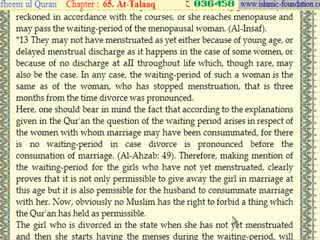 fheem ul Quran Chapter : 65. At-Talaaq 836458 www.islamic-foundation.co
reckoned in accordance with the courses, or she reaches menopause and
may pass the waiting-period of the menopausal woman. (Al-Insaf).
*13 They may not have menstruated as yet either because of young age, or
delayed menstrual discharge as it happens in the case of some women, or
because of no discharge at aII throughout life which, though rare, may
also be the case. In any case, the waiting-period of such a woman is the
same as of the woman, who has stopped menstruation, that is three
months from the time divorce was pronounced.
Here, one should bear in mind the fact that according to the explanations
given in the Qur'an the question of the waiting period arises in respect
of the women with whom marriage may have been consummated, for there
is no waiting-period in case divorce is pronounced before the
consumation of marriage. (Al-Ahzab: 49). Therefore, making mention of
the waiting-period for the girls who have not yet menstruated, clearly
proves that it is not only permissible to give away the girl in marriage at
this age but it is also pemssible for the husband to consummate marriage
with her. Now, obviously no Muslim has the right to forbid a thing which
the Qur'an has held as permissible.
The girl who is divorced in the state when she has not yet menstruated
and then she starts having the menses during the waiting-period, will